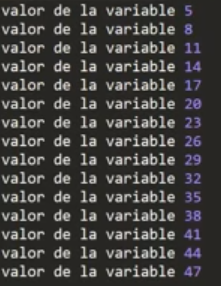 valor de la variable 5
valor de la variable 8
valor de la variable 11
valor de la variable 14
valor de la variable 17
valor de la variable 20
valor de la variable 23
valor de la variable 26
valor de la variable 29
valor de la variable 32
valor de la variable 35
valor de la variable 38
valor de la variable 41
valor de la variable 44
valor de la variable 47